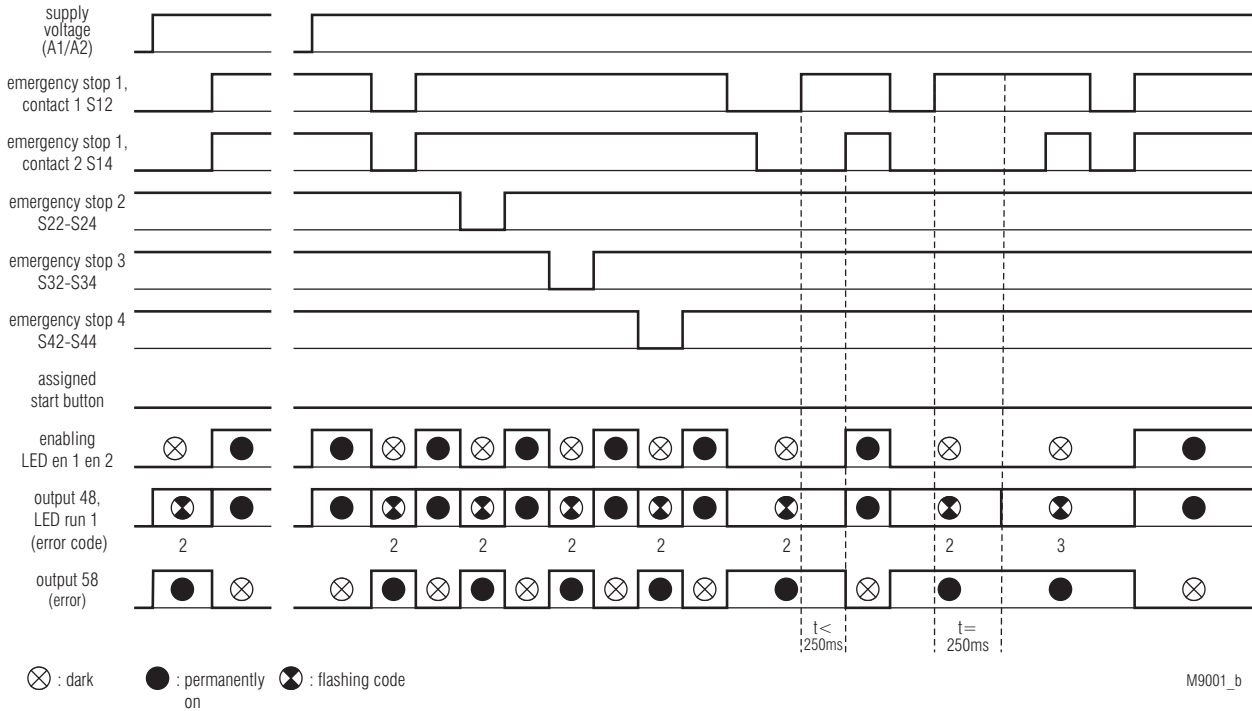 supply
voltage
(A1/A2)
emergency stop 1,
contact 1 S12
emergency stop 1,
contact 2 S14
emergency stop 2
S22-S24
emergency stop 3
S32-S34
emergency stop 4
S42-S44
assigned
start button
enabling
LED en 1 en 2
output 48,
LED run 1
(error code)
2 2 2 2 2 2 2 3
output 58
(error)
t<
250ms
t=
250ms
: dark
: permanently
on
: flashing code
M9001_b